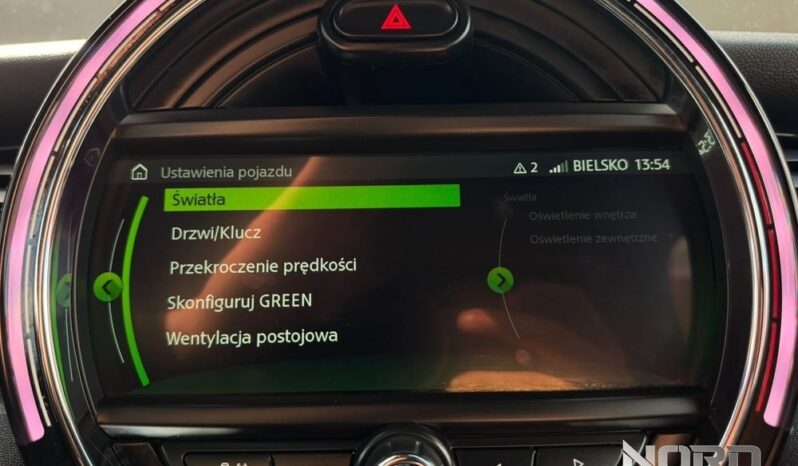 Ustawienia pojazdu
2 BIELSKO 13:54
Światła
Drzwi/Klucz
Przekroczenie prędkości
Skonfiguruj GREEN
Wentylacja postojowa
Światła
Oświetlenie wnętrza
Oświetlenie zewnętrzne
NORD